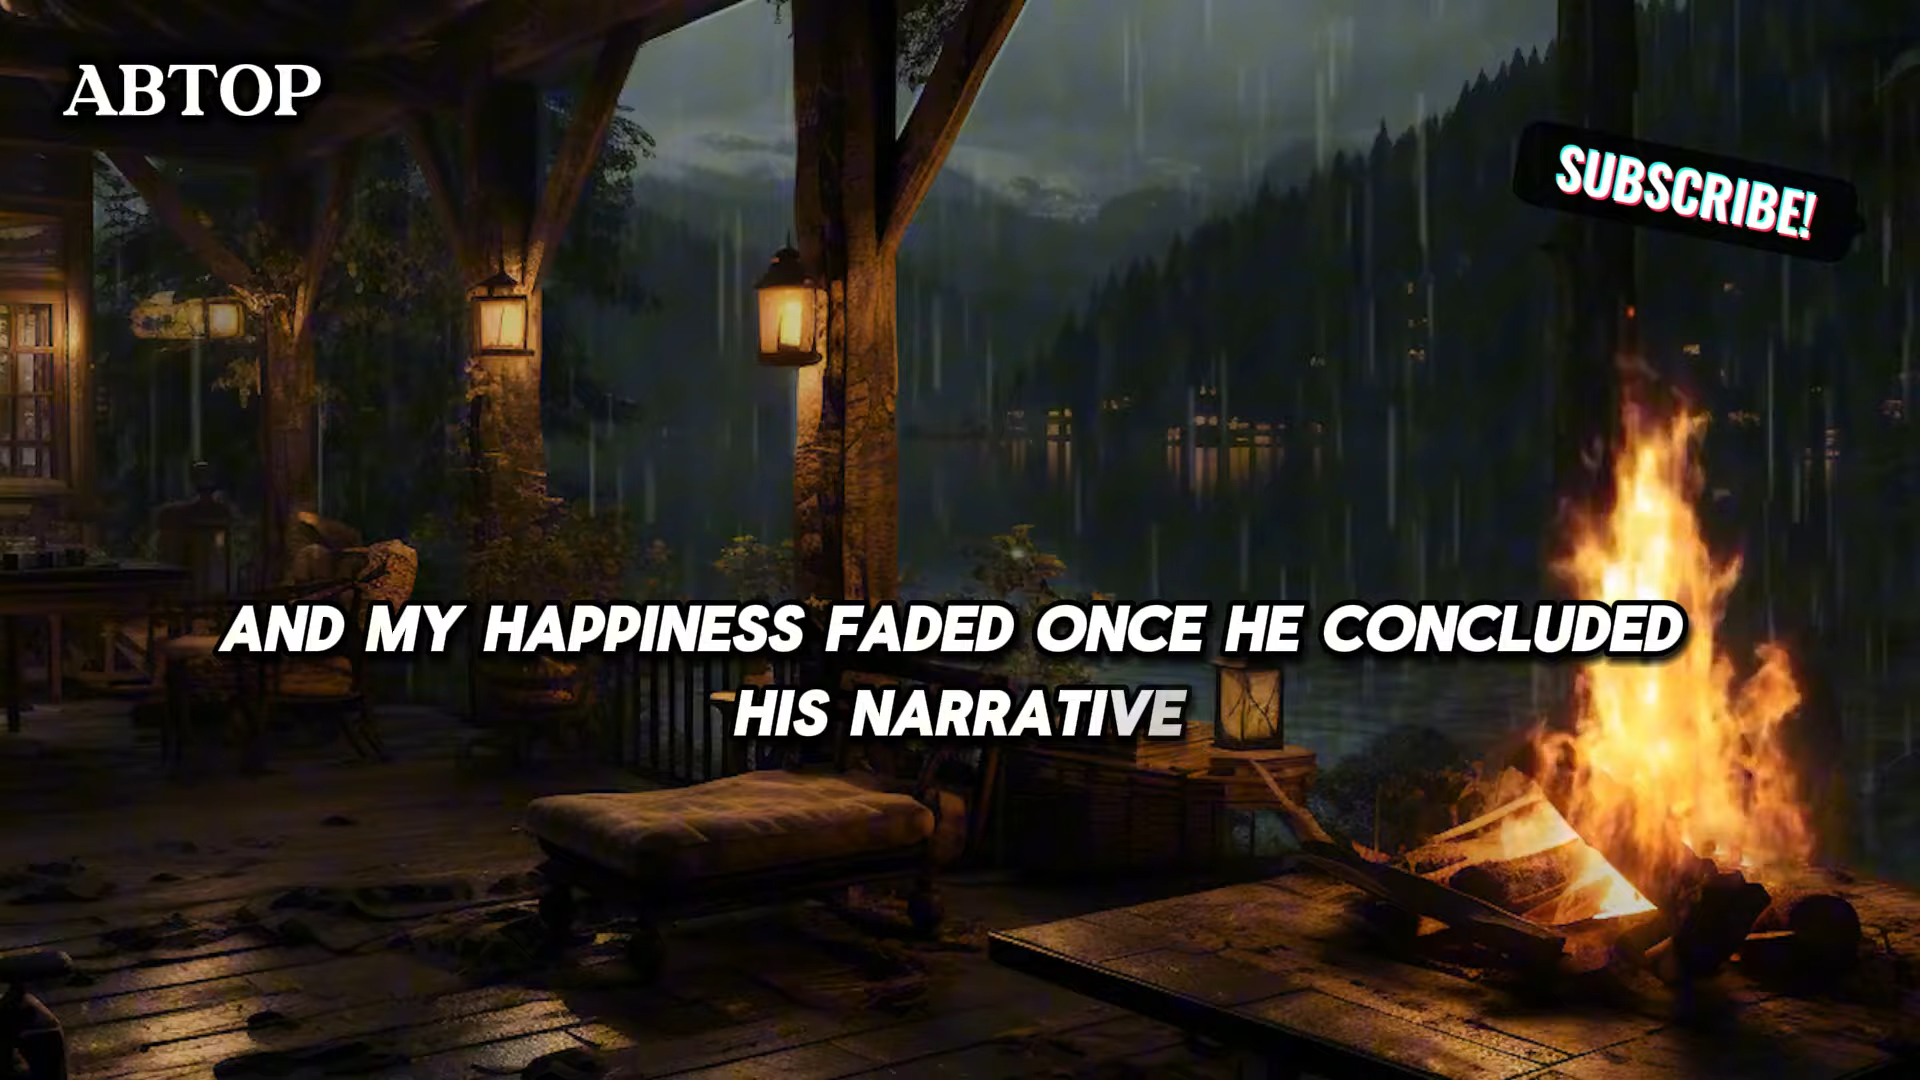 ABTOP
SUBSCRIBE!
AND MY HAPPINESS FADED ONCE HE CONCLUDED
HIS NARRATIVE